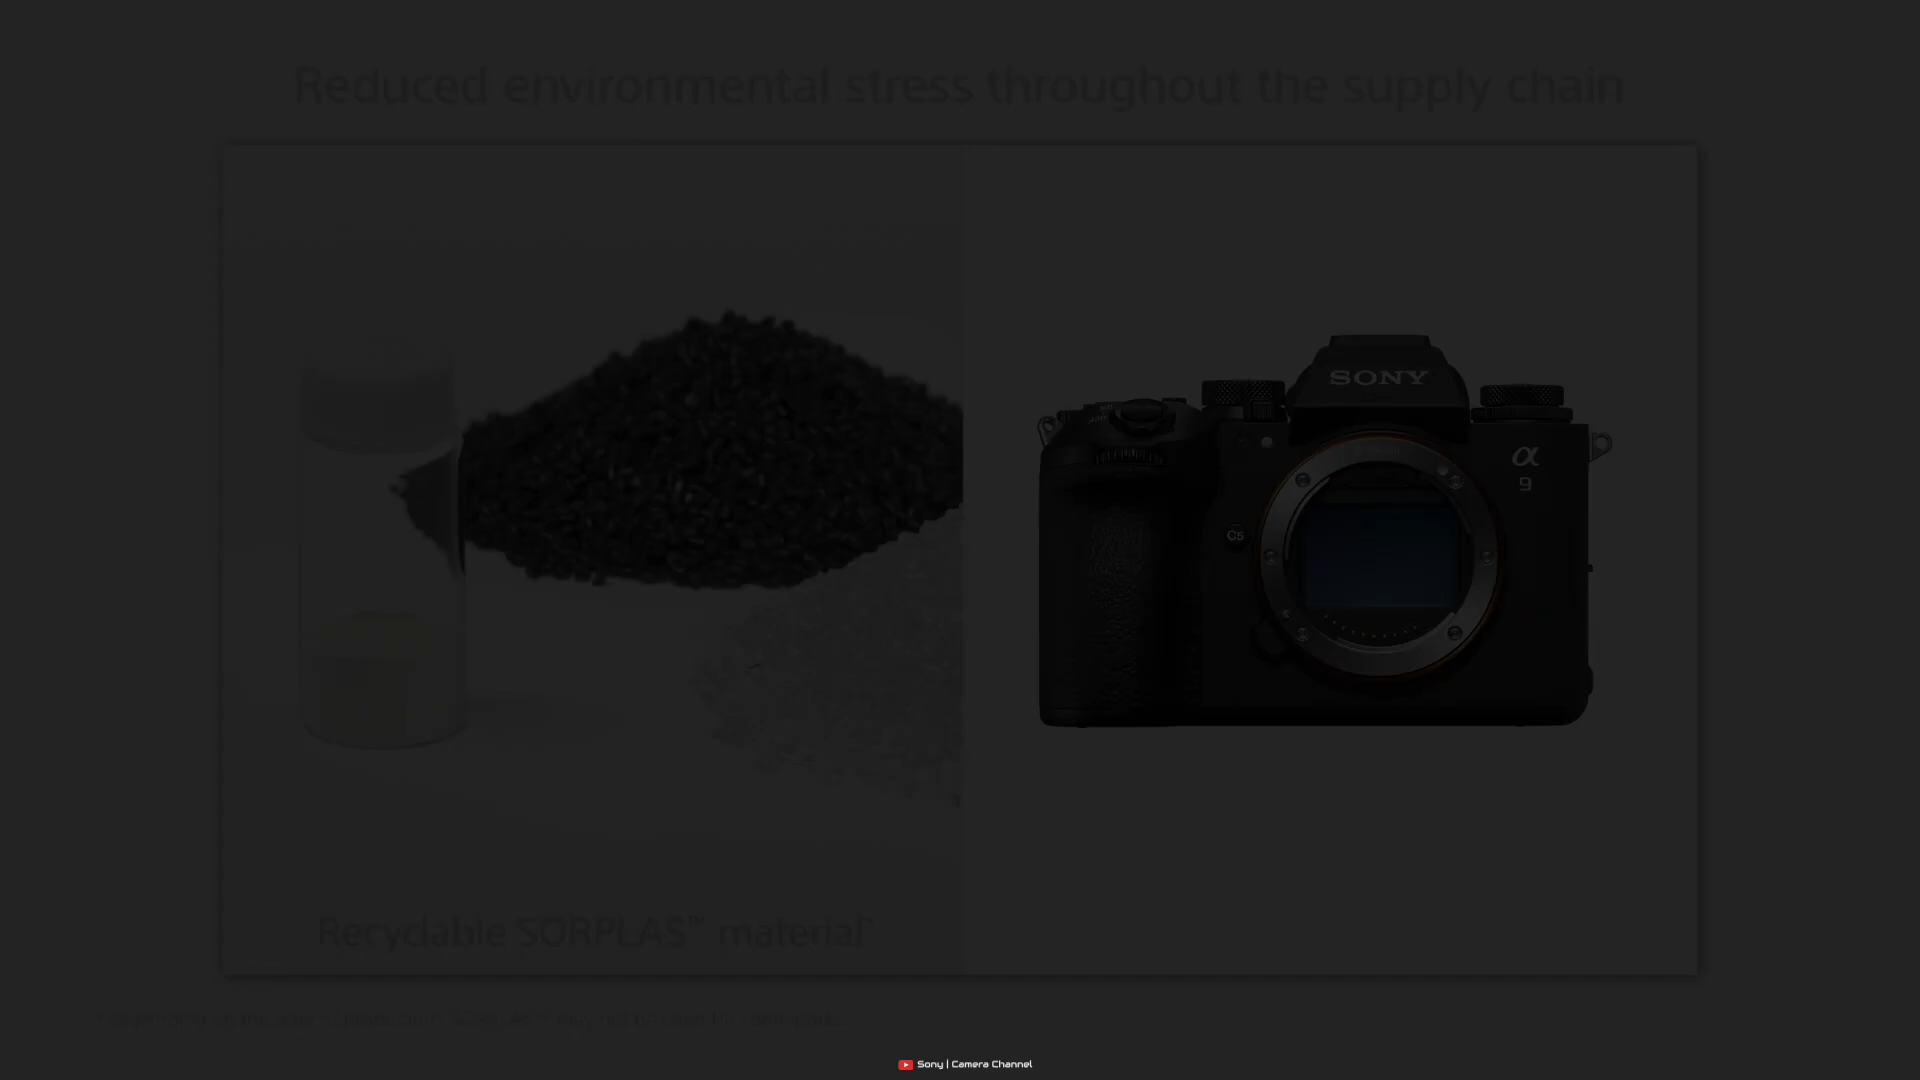 Reduced environmental stress throughout the supply chain
SONY
α
9
C5
Recyclable SORPLAS™ material*
Sony | Camera Channel